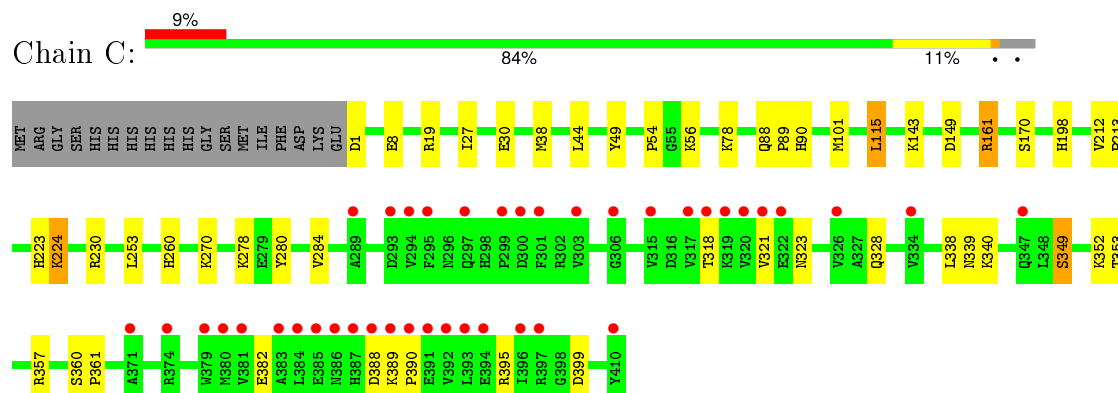 9%
Chain C:
84% 11% • •
MET ARG GLY SER HIS HIS HIS HIS HIS HIS GLY SER MET ILE PHE ASP LYS GLU D1 E8 R19 I27 E30 M38 L44 Y49 P54 G55 K56 K78 Q88 P89 H90 M101 L115 K143 D149 R161 S170 H198 V212
H223 K224 R230 L253 H260 K270 K278 E279 Y280 V284 A289 D293 V294 F295 N296 Q297 H298 P299 D300 F301 R302 V303 G306 V315 D316 V317 T318 K319 V320 V321 E322 N323 V326 A327 Q328 V334 L338 N339 K340 Q347 L348 S349 K352 T353
R357 S360 P361 A371 R374 W379 M380 V381 E382 A383 L384 E385 N386 H387 D388 K389 P390 E391 V392 L393 E394 R395 I396 R397 G398 D399 Y410